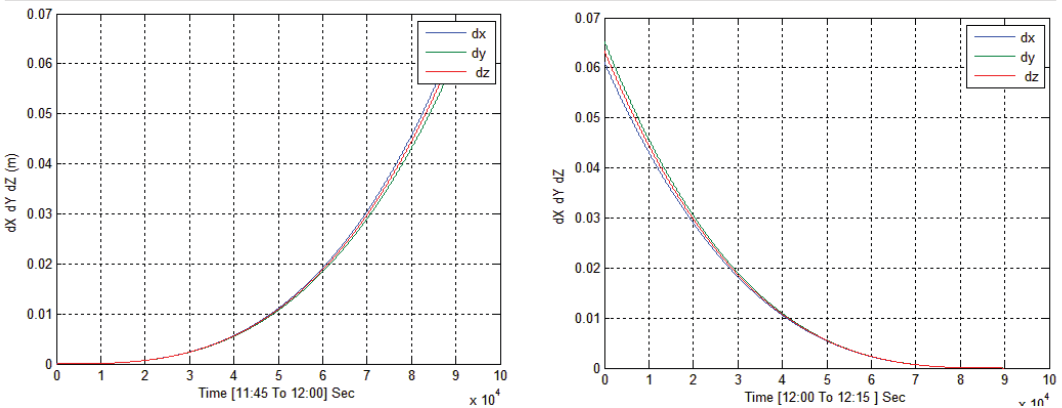 0.07
0.06
0.05
0.04
0.03
0.02
0.01
0
dX dY dZ (m)
dx
dy
dz
0 1 2 3 4 5 6 7 8 9 10
Time [11:45 To 12:00] Sec
x 10^4
0.07
0.06
0.05
0.04
0.03
0.02
0.01
0
dX dY dZ
dx
dy
dz
0 1 2 3 4 5 6 7 8 9 10
Time [12:00 To 12:15 ] Sec
x 10^4